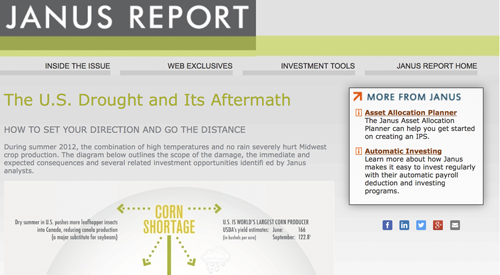 JANUS REPORT
INSIDE THE ISSUE
WEB EXCLUSIVES
INVESTMENT TOOLS
JANUS REPORT HOME
The U.S. Drought and Its Aftermath
HOW TO SET YOUR DIRECTION AND GO THE DISTANCE
During summer 2012, the combination of high temperatures and no rain severely hurt Midwest
crop production. The diagram below outlines the scope of the damage, the immediate and
expected consequences and several related investment opportunities identifi ed by Janus
analysts.
Dry summer in U.S. pushes more leafhopper insects
into Canada, reducing canola production
(a major substitute for soybeans)
CORN
SHORTAGE
U.S. IS WORLD'S LARGEST CORN PRODUCER
USDA's yield estimates: June 166
(in bushels per acre) September: 122.8
MORE FROM JANUS
Asset Allocation Planner
The Janus Asset Allocation
Planner can help you get started
on creating an IPS.
Automatic Investing
Learn more about how Janus
makes it easy to invest regularly
with their automatic payroll
deduction and investing
programs.